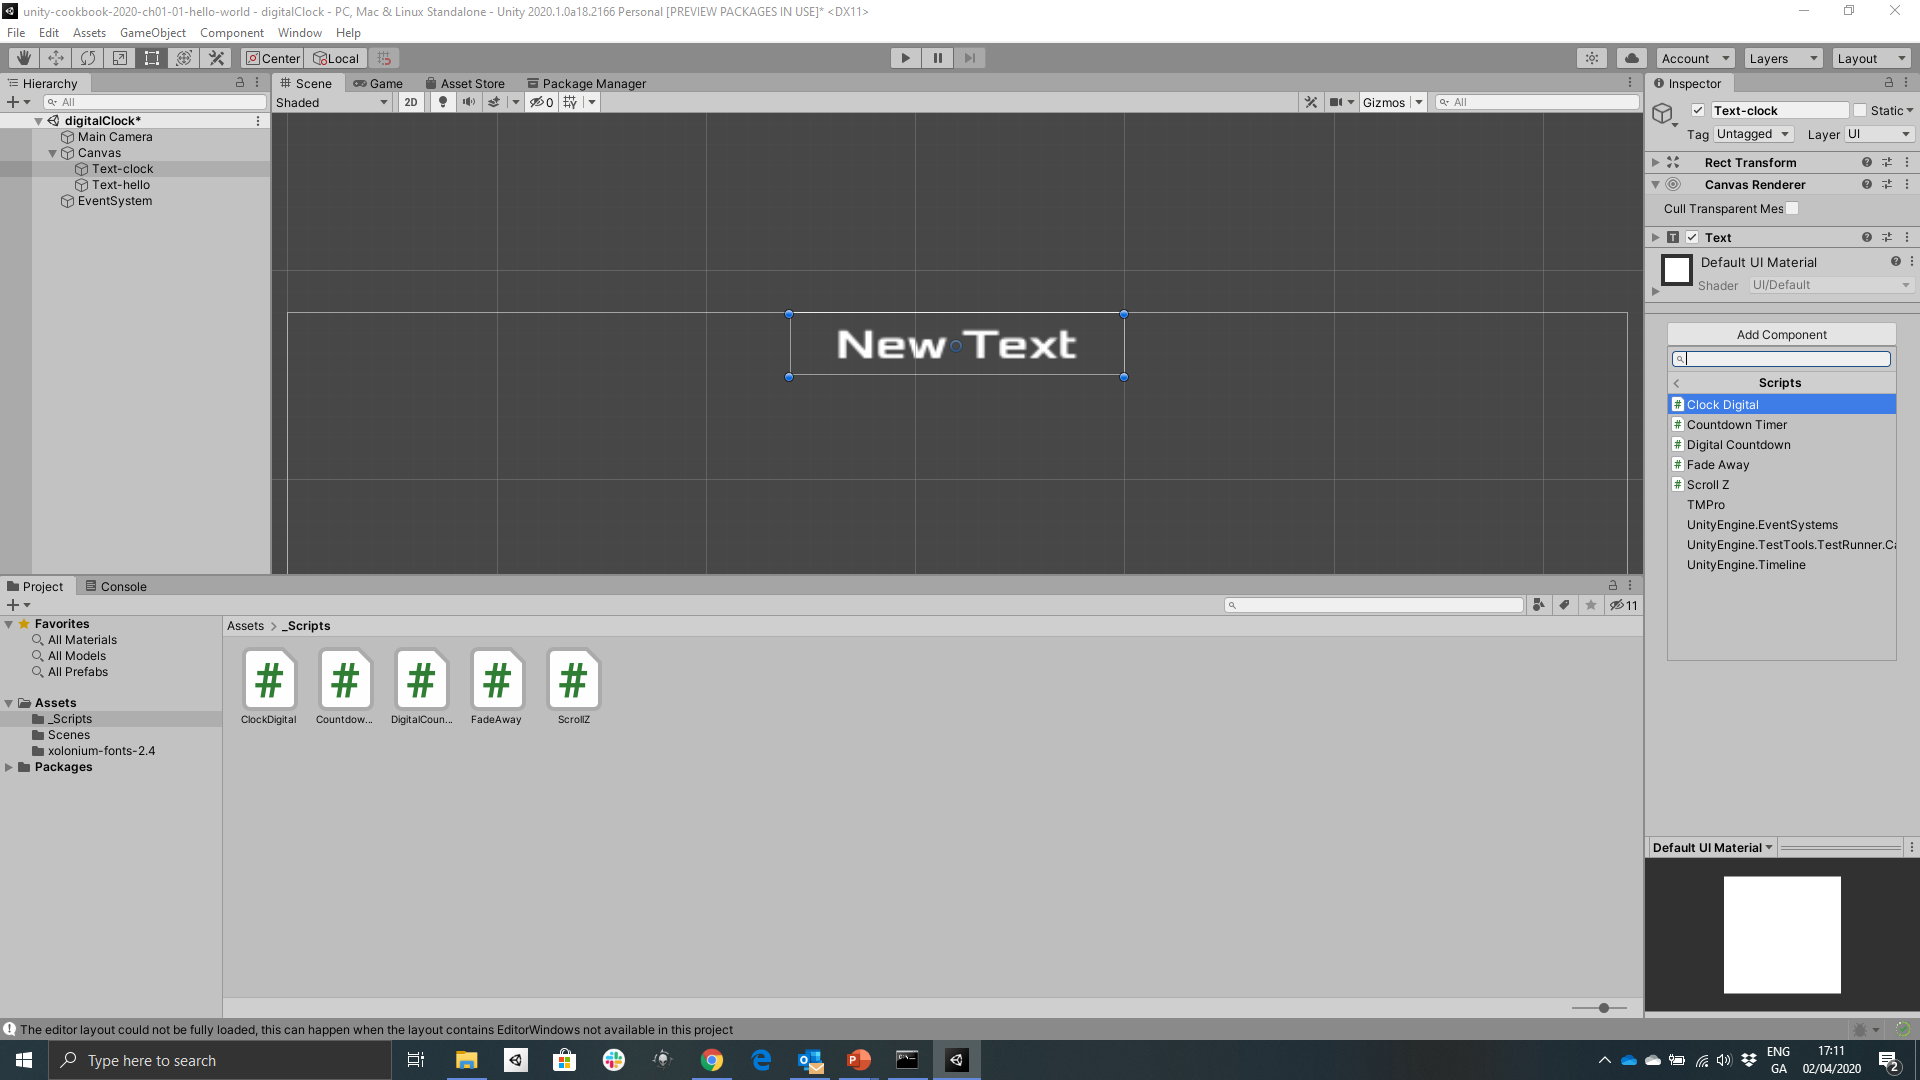 unity-cookbook-2020-ch01-01-hello-world - digitalClock - PC, Mac & Linux Standalone - Unity 2020.1.0a18.2166 Personal [PREVIEW PACKAGES IN USE]* <DX11>
File Edit Assets GameObject Component Window Help
Center Local Account Layers Layout
Hierarchy
All
digitalClock*
Main Camera
Canvas
Text-clock
Text-hello
EventSystem
Scene Game Asset Store Package Manager
Shaded 2D 0 Gizmos All
New Text
Inspector
Text-clock Static
Tag Untagged Layer UI
Rect Transform
Canvas Renderer
Cull Transparent Mes
Text
Default UI Material
Shader UI/Default
Add Component
Scripts
Clock Digital
Countdown Timer
Digital Countdown
Fade Away
Scroll Z
TMPro
UnityEngine.EventSystems
UnityEngine.TestTools.TestRunner.Ca
UnityEngine.Timeline
Default UI Material
Project Console
11
Favorites
All Materials
All Models
All Prefabs
Assets
_Scripts
Scenes
xolonium-fonts-2.4
Packages
Assets > _Scripts
ClockDigital Countdow... DigitalCoun... FadeAway ScrollZ
The editor layout could not be fully loaded, this can happen when the layout contains EditorWindows not available in this project
Type here to search
ENG
GA
17:11
02/04/2020
2